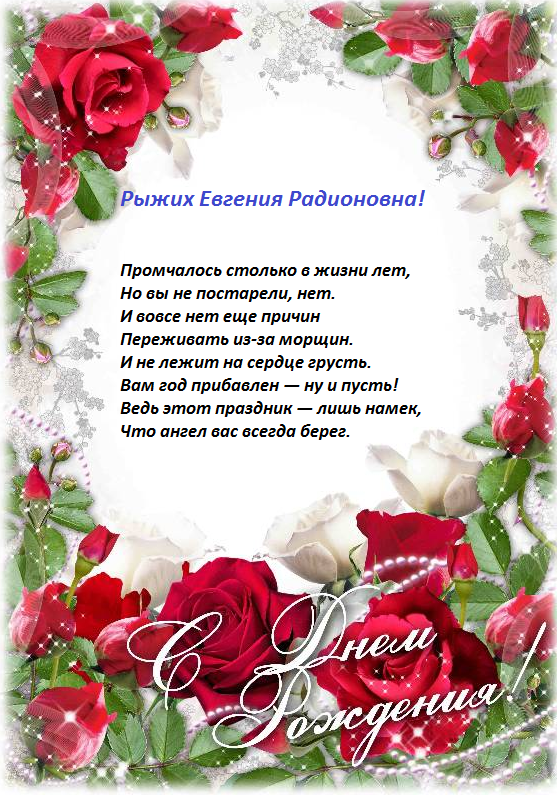 Рыжих Евгения Радионовна!
Промчалось столько в жизни лет,
Но вы не постарели, нет.
И вовсе нет еще причин
Переживать из-за морщин.
И не лежит на сердце грусть.
Вам год прибавлен — ну и пусть!
Ведь этот праздник — лишь намек,
Что ангел вас всегда берег.
С Днем
Рождения!